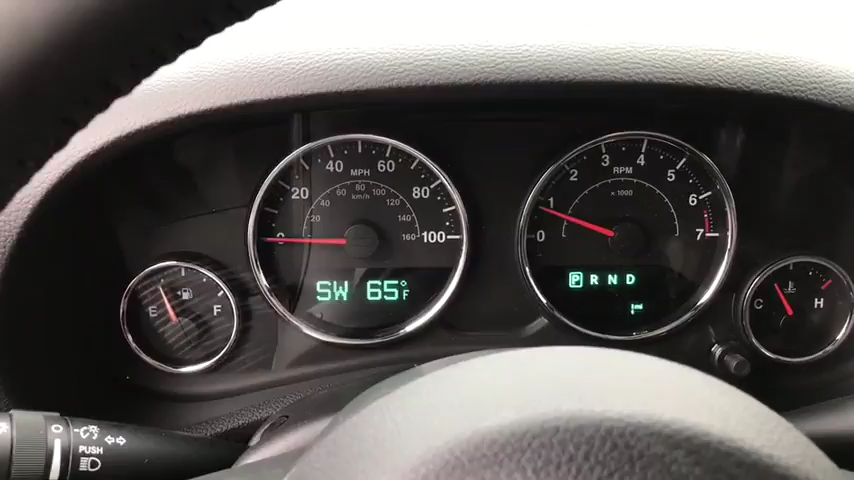 20 40 60 80 100
MPH
20 40 60 80 100 120 140 160
km/h
SW 65°F
0 1 2 3 4 5 6 7
RPM
x 1000
P R N D
E F
C H
PUSH